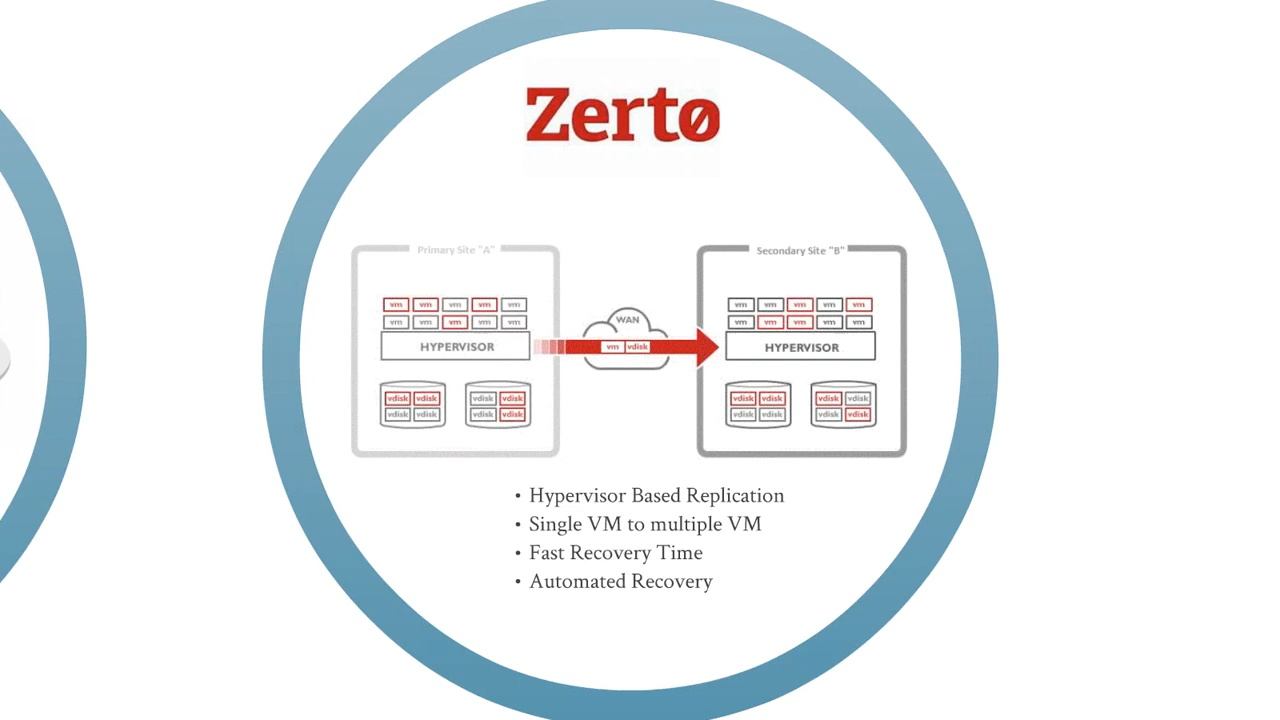 Zerto
Primary Site "A"
Secondary Site "B"
vm vm vm vm vm
vm vm vm vm vm
HYPERVISOR
vdisk vdisk vdisk vdisk
vdisk vdisk vdisk vdisk
WAN
vm vdisk
vm vm vm vm vm
vm vm vm vm vm
HYPERVISOR
vdisk vdisk vdisk vdisk
vdisk vdisk vdisk vdisk
• Hypervisor Based Replication
• Single VM to multiple VM
• Fast Recovery Time
• Automated Recovery